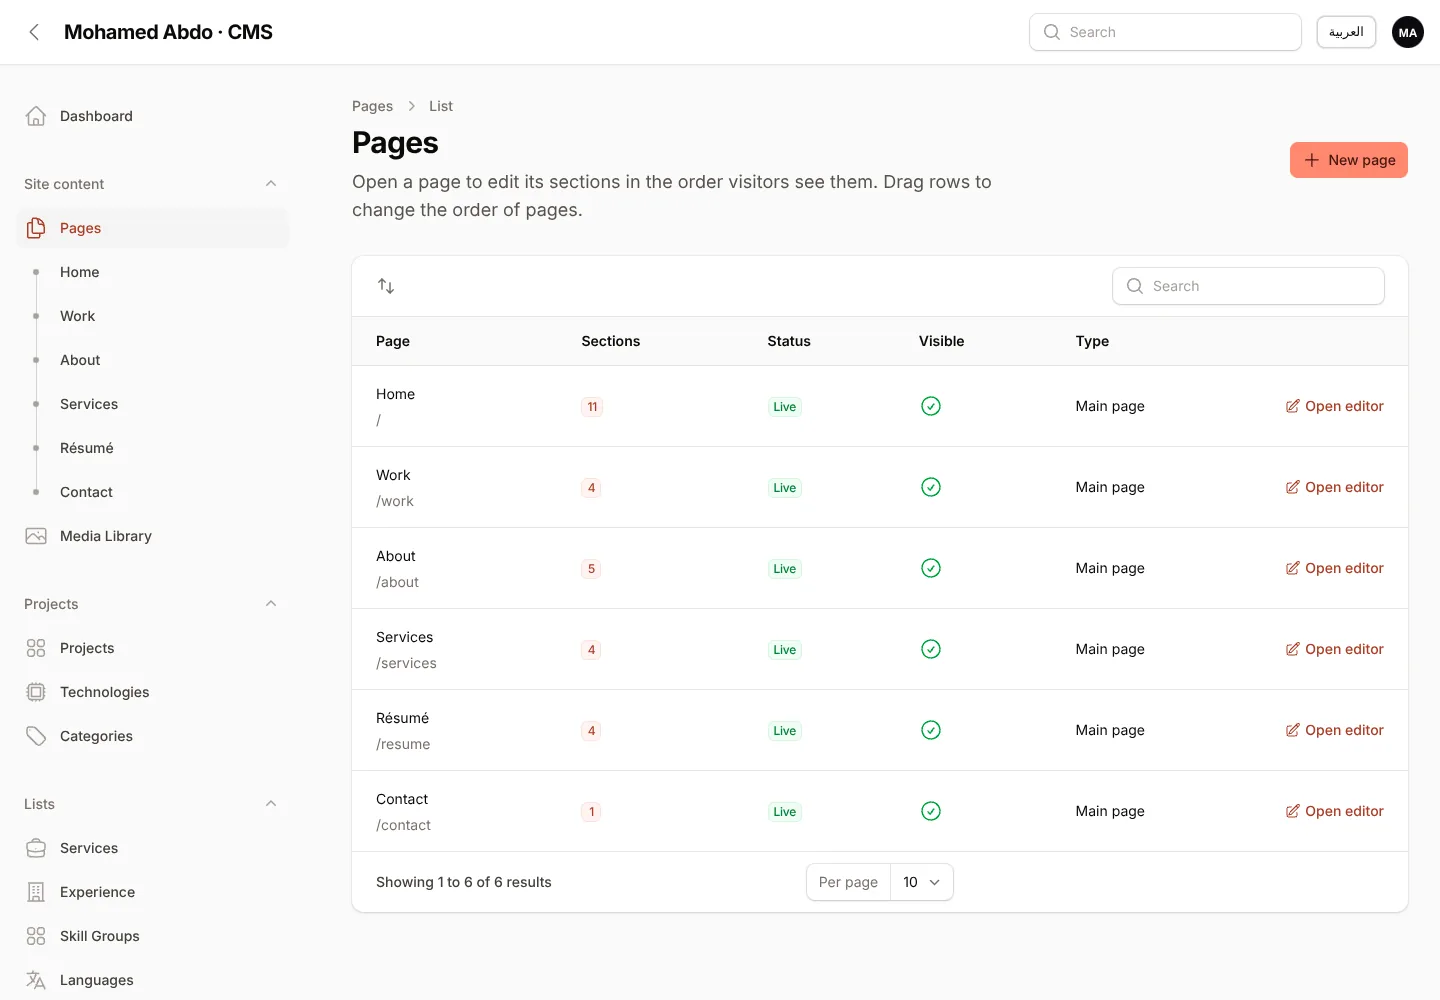 Mohamed Abdo · CMS
Search
العربية
MA
Dashboard
Site content
Pages
Home
Work
About
Services
Résumé
Contact
Media Library
Projects
Projects
Technologies
Categories
Lists
Services
Experience
Skill Groups
Languages
Pages
List
Pages
Open a page to edit its sections in the order visitors see them. Drag rows to
change the order of pages.
New page
Search
Page Sections Status Visible Type
Home
/
11 Live Main page Open editor
Work
/work
4 Live Main page Open editor
About
/about
5 Live Main page Open editor
Services
/services
4 Live Main page Open editor
Résumé
/resume
4 Live Main page Open editor
Contact
/contact
1 Live Main page Open editor
Showing 1 to 6 of 6 results
Per page 10